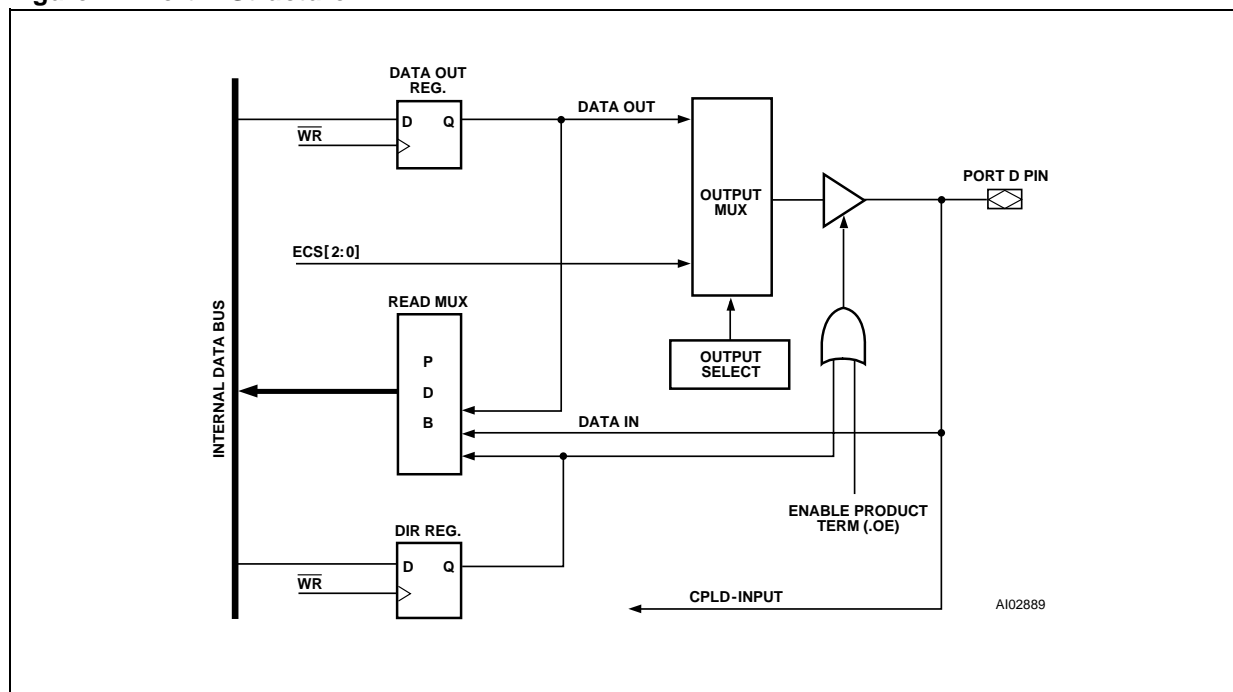 DATA OUT
REG.
D Q
WR
DATA OUT
OUTPUT
MUX
PORT D PIN
ECS[2:0]
READ MUX
P
D
B
OUTPUT
SELECT
INTERNAL DATA BUS
DATA IN
ENABLE PRODUCT
TERM (.OE)
DIR REG.
D Q
WR
CPLD-INPUT
AI02889